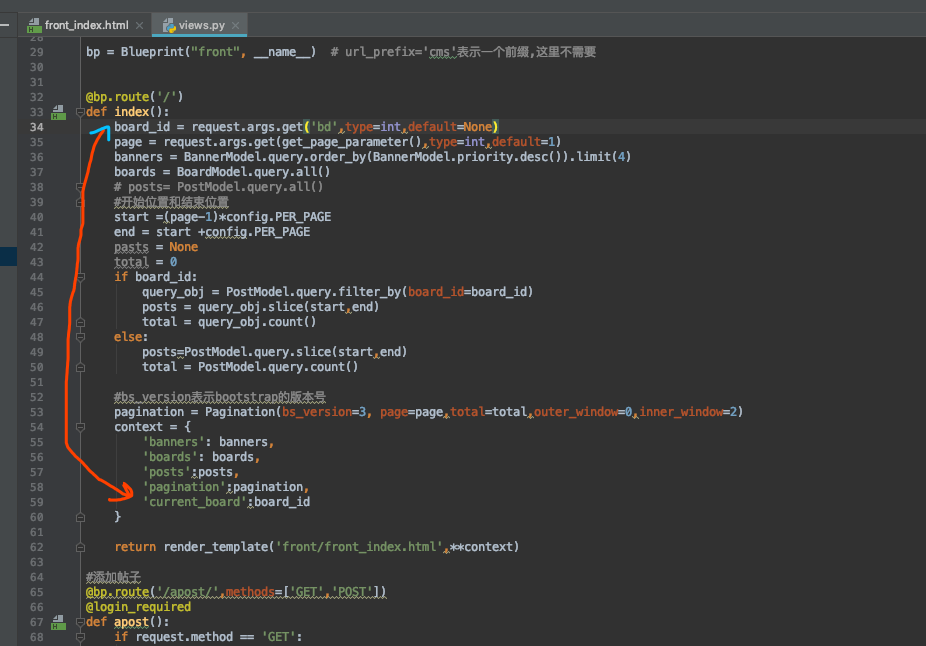 front_index.html
views.py
28
29 bp = Blueprint("front", __name__)  # url_prefix='cms'表示一个前缀,这里不需要
30
31
32 @bp.route('/')
33 def index():
34     board_id = request.args.get('bd',type=int,default=None)
35     page = request.args.get(get_page_parameter(),type=int,default=1)
36     banners = BannerModel.query.order_by(BannerModel.priority.desc()).limit(4)
37     boards = BoardModel.query.all()
38     # posts= PostModel.query.all()
39     #开始位置和结束位置
40     start =(page-1)*config.PER_PAGE
41     end = start +config.PER_PAGE
42     pasts = None
43     total = 0
44     if board_id:
45         query_obj = PostModel.query.filter_by(board_id=board_id)
46         posts = query_obj.slice(start,end)
47         total = query_obj.count()
48     else:
49         posts=PostModel.query.slice(start,end)
50         total = PostModel.query.count()
51
52     #bs_version表示bootstrap的版本号
53     pagination = Pagination(bs_version=3, page=page,total=total,outer_window=0,inner_window=2)
54     context = {
55         'banners': banners,
56         'boards': boards,
57         'posts':posts,
58         'pagination':pagination,
59         'current_board':board_id
60     }
61
62     return render_template('front/front_index.html',**context)
63
64 #添加帖子
65 @bp.route('/apost/',methods=['GET','POST'])
66 @login_required
67 def apost():
68     if request.method == 'GET':